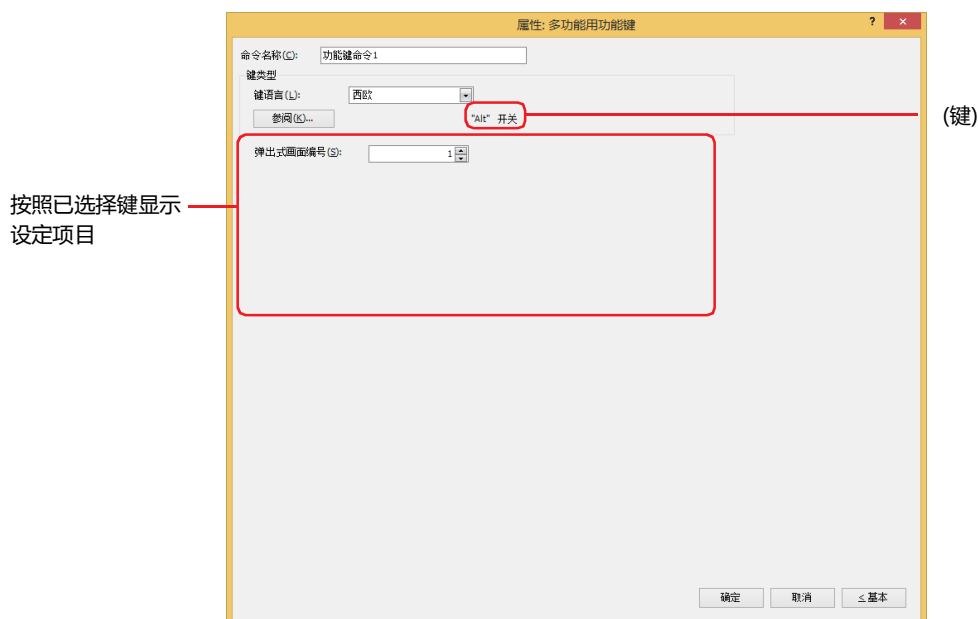 属性: 多功能用功能键
? ×
命令名称(C): 功能键命令1
键类型
键语言(L): 西欧
参阅(K)... "Alt" 开关
(键)
弹出式画面编号(S): 1
按照已选择键显示
设定项目
确定 取消 ≤基本